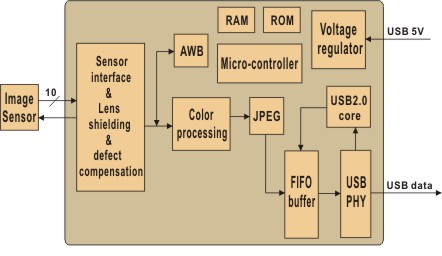 RAM
ROM
Voltage
regulator
USB 5V
AWB
Sensor
interface
&
Lens
shielding
&
defect
compensation
Micro-controller
Image
Sensor
10
Color
processing
JPEG
USB2.0
core
FIFO
buffer
USB
PHY
USB data